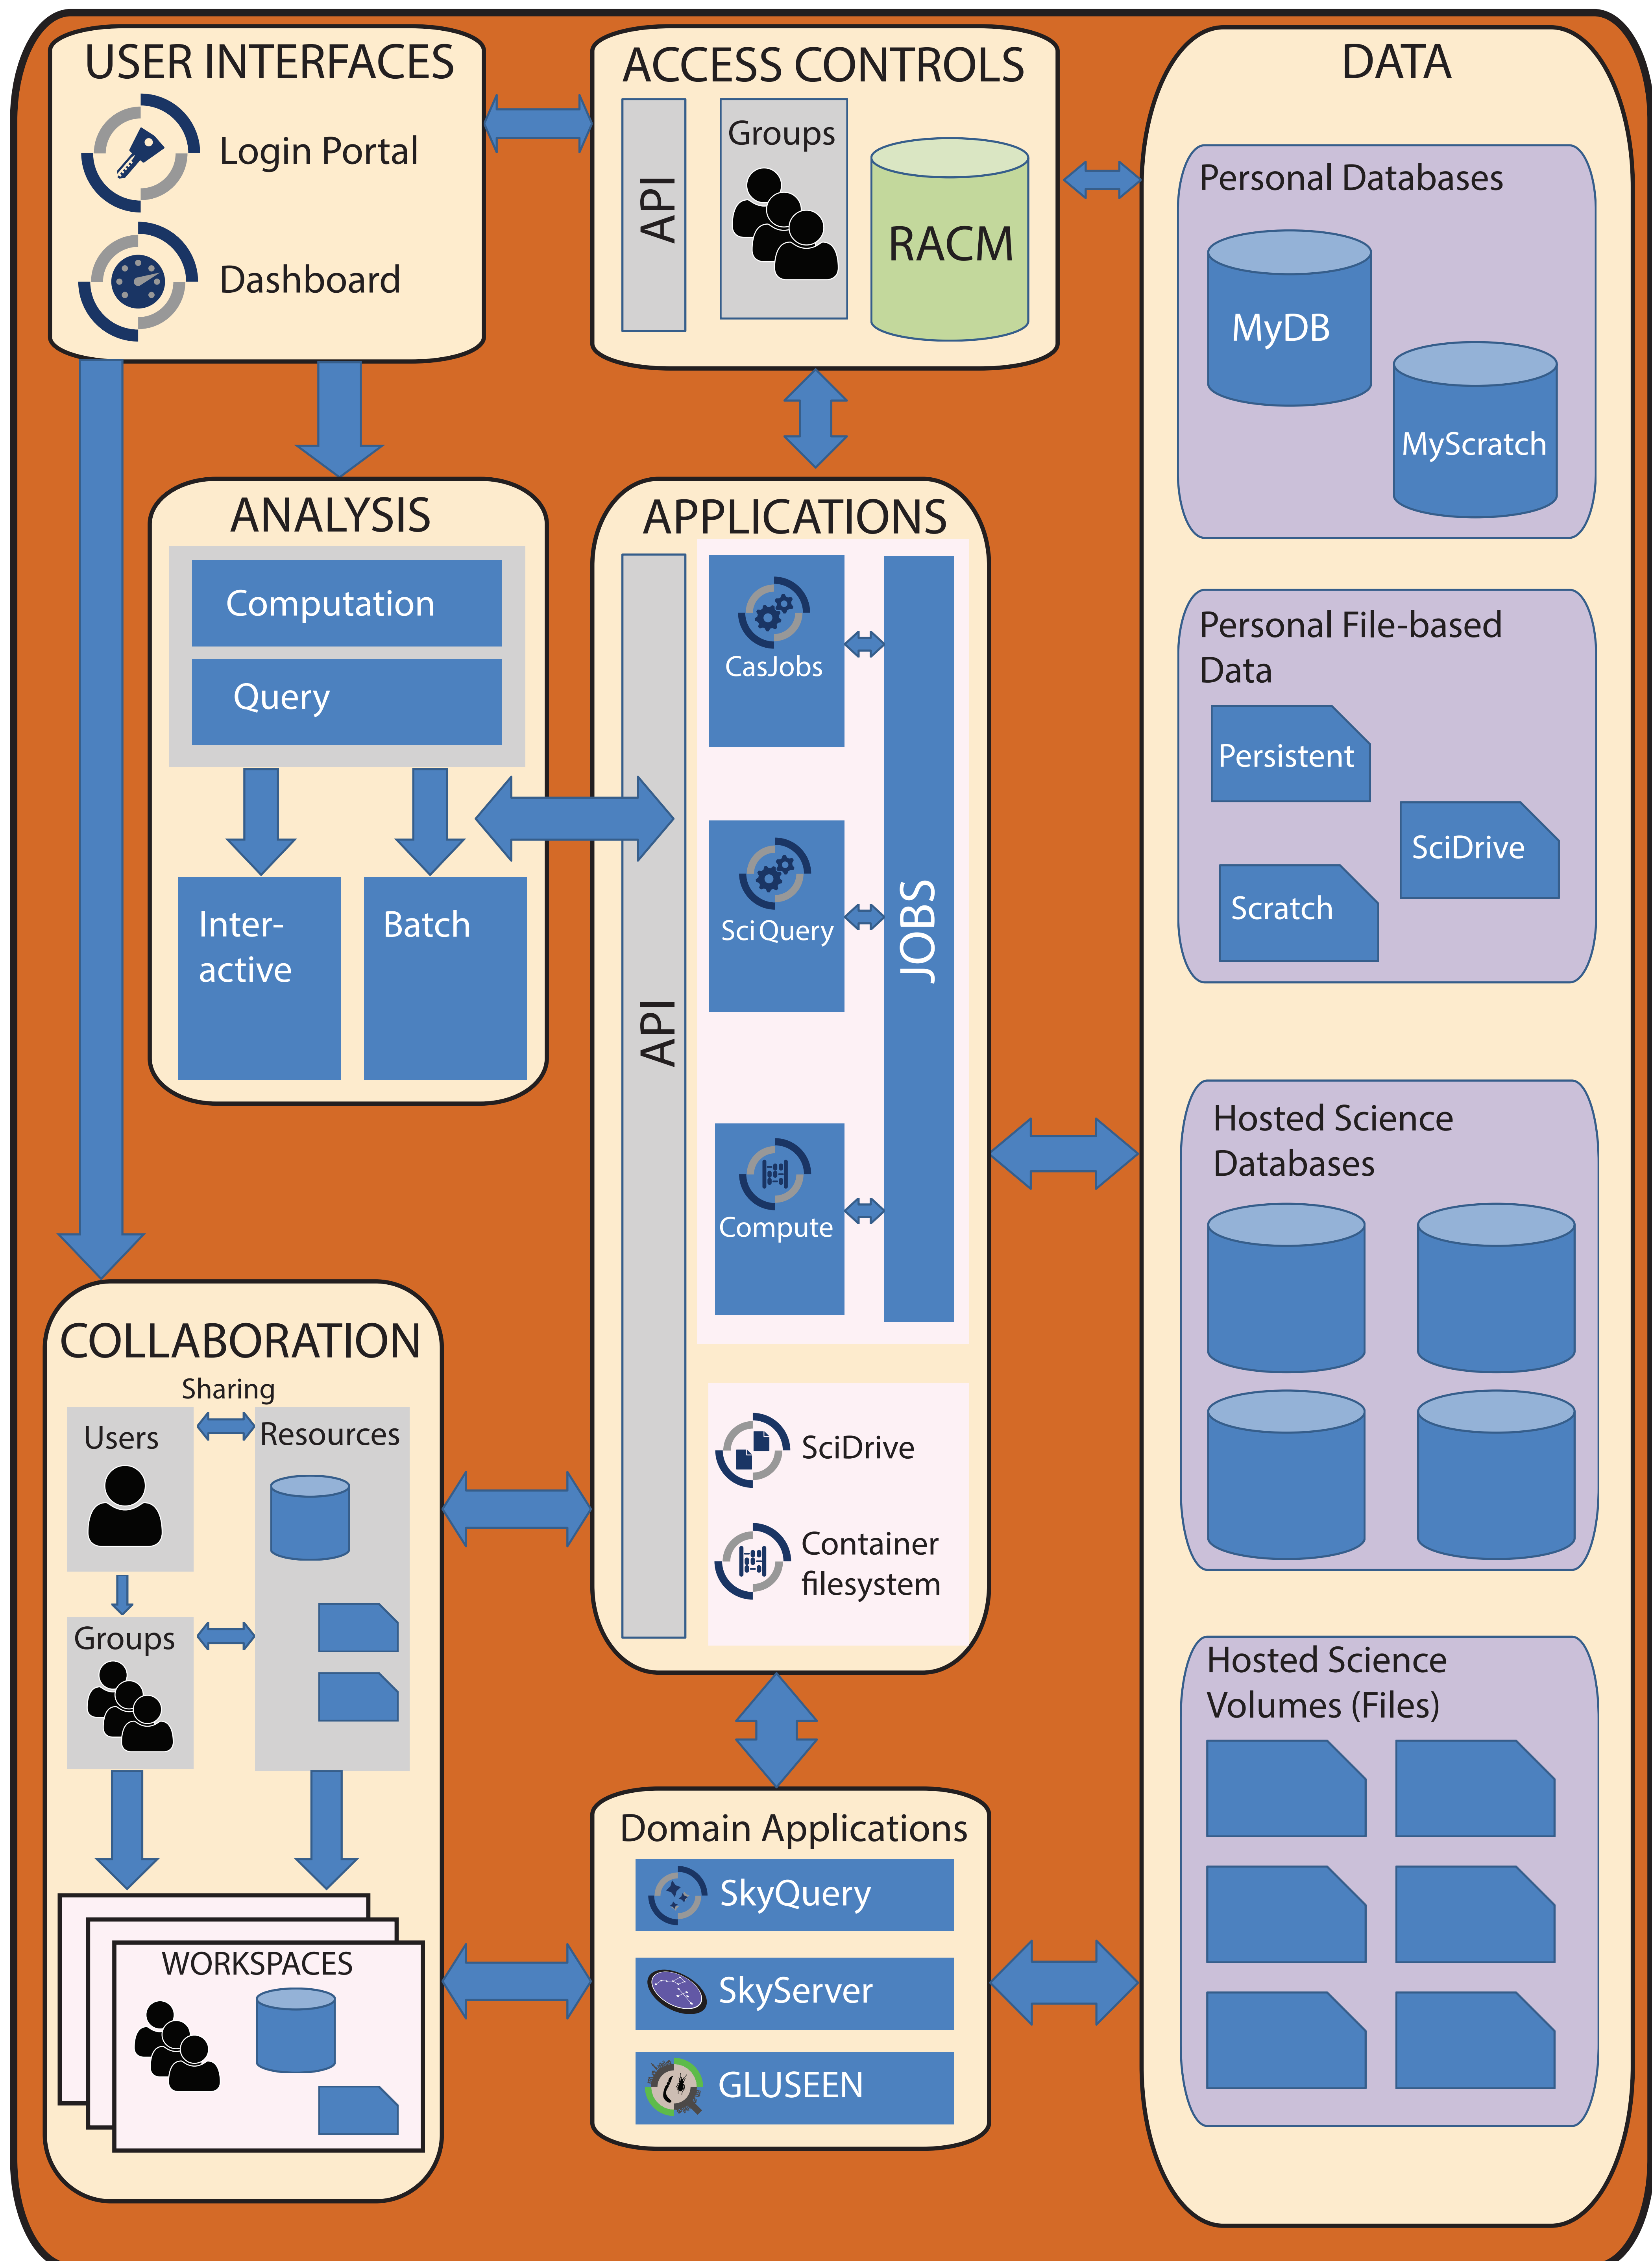 USER INTERFACES
Login Portal
Dashboard
ACCESS CONTROLS
API
Groups
RACM
DATA
Personal Databases
MyDB
MyScratch
Personal File-based
Data
Persistent
SciDrive
Scratch
Hosted Science
Databases
Hosted Science
Volumes (Files)
ANALYSIS
Computation
Query
Inter-
active
Batch
APPLICATIONS
API
CasJobs
SciQuery
Compute
JOBS
SciDrive
Container
filesystem
COLLABORATION
Sharing
Users
Resources
Groups
WORKSPACES
Domain Applications
SkyQuery
SkyServer
GLUSEEN